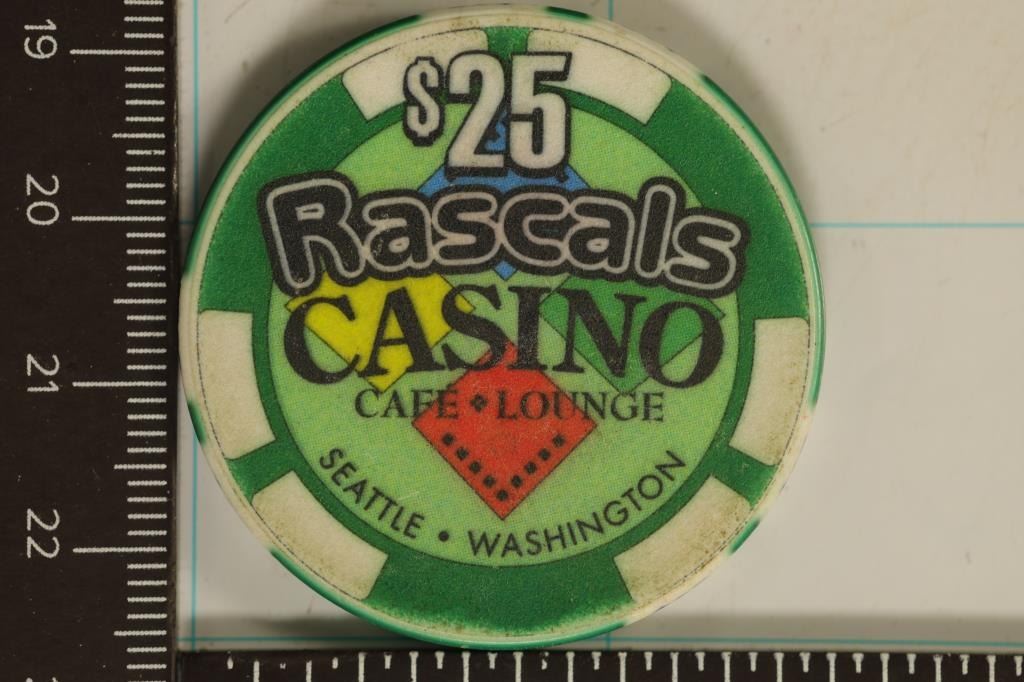 $25
Rascals
CASINO
CAFE • LOUNGE
SEATTLE • WASHINGTON
19
20
21
22